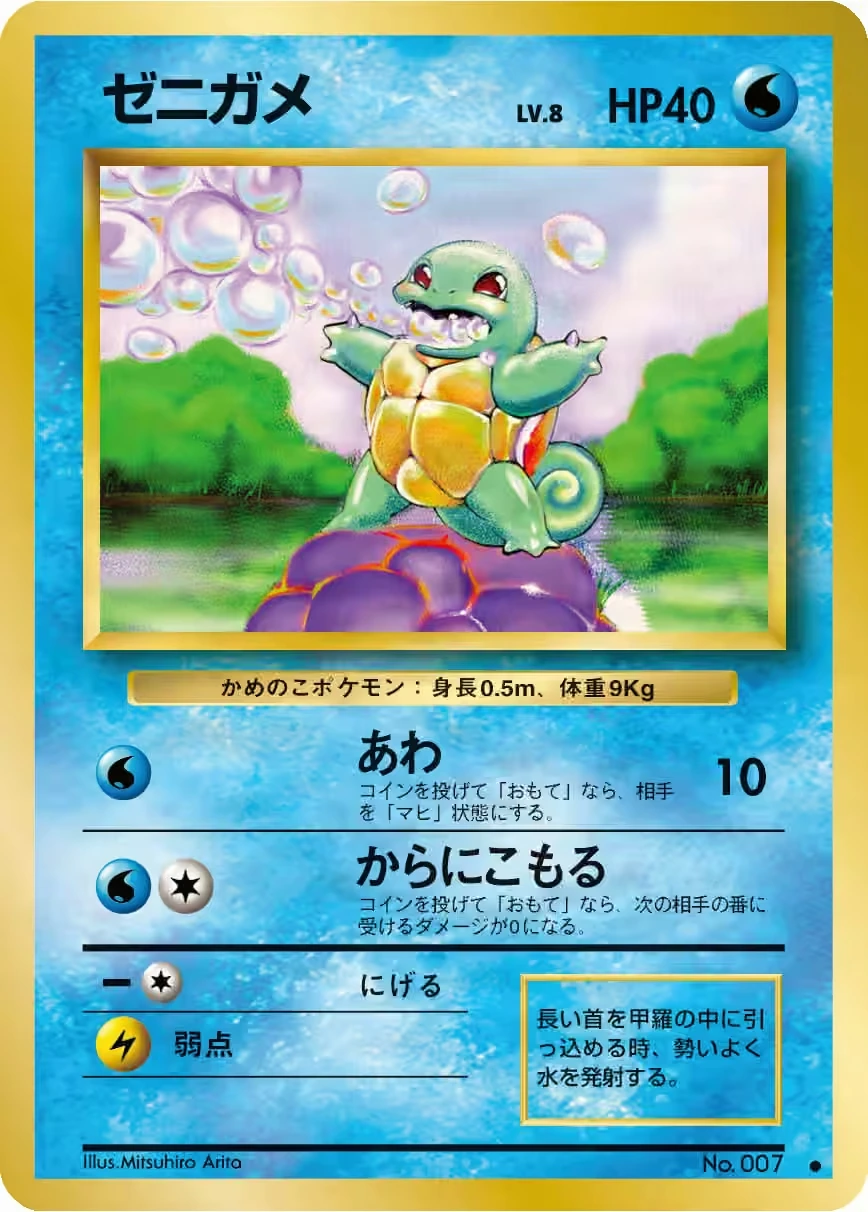 ゼニガメ LV.8 HP40
かめのこポケモン：身長0.5m、体重9Kg
あわ 10
コインを投げて「おもて」なら、相手
を「マヒ」状態にする。
からにこもる
コインを投げて「おもて」なら、次の相手の番に
受けるダメージが0になる。
にげる
弱点
長い首を甲羅の中に引
っ込める時、勢いよく
水を発射する。
Illus.Mitsuhiro Arita No.007